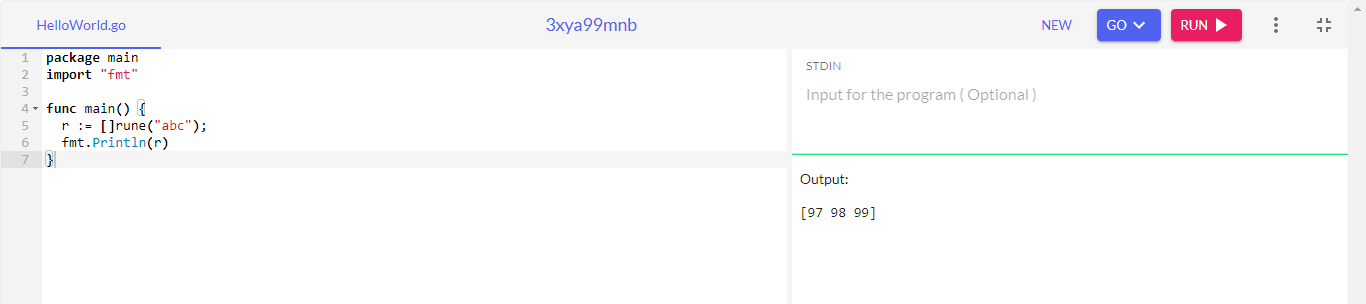 HelloWorld.go
3xya99mnb
NEW
GO
RUN
1 package main
2 import "fmt"
3
4 func main() {
5   r := []rune("abc");
6   fmt.Println(r)
7 }
STDIN
Input for the program ( Optional )
Output:
[97 98 99]